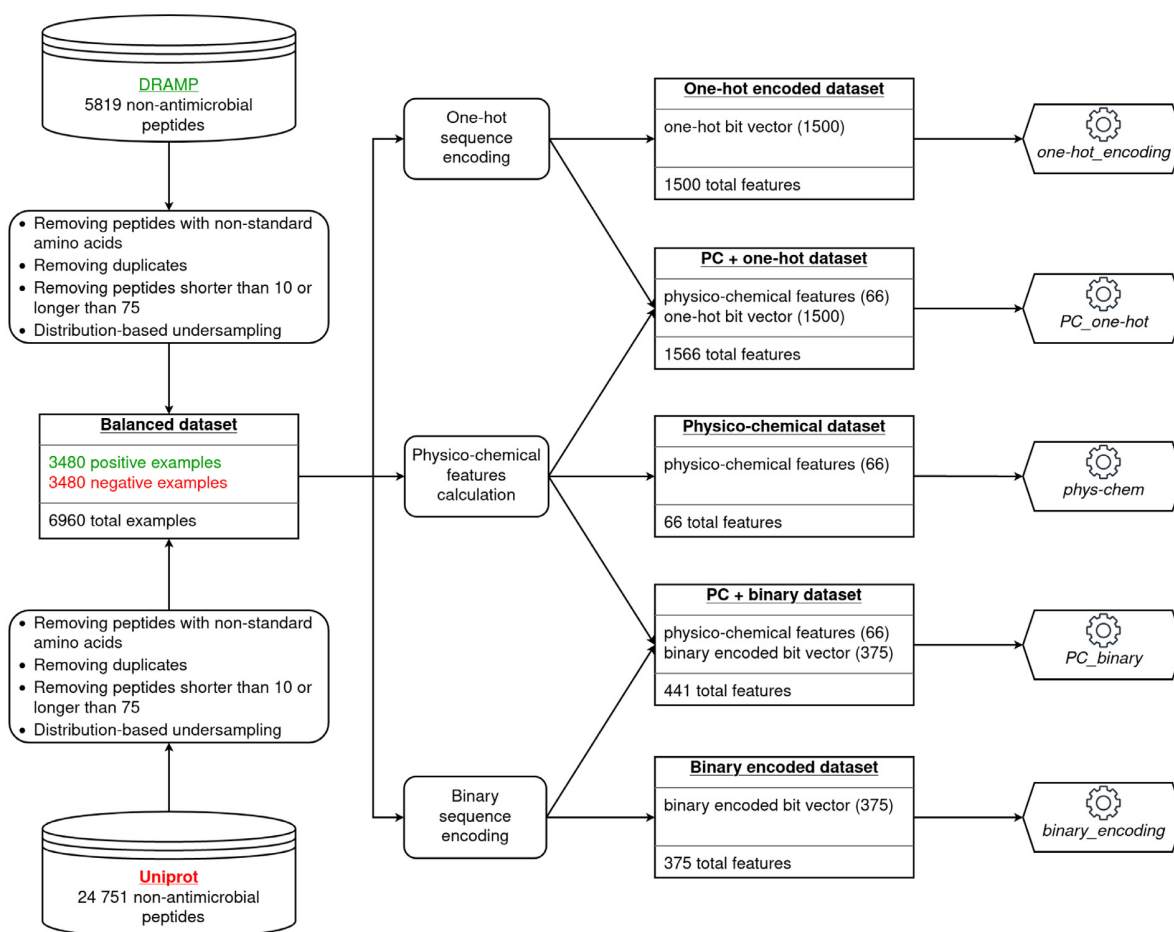 DRAMP
5819 non-antimicrobial
peptides
• Removing peptides with non-standard
amino acids
• Removing duplicates
• Removing peptides shorter than 10 or
longer than 75
• Distribution-based undersampling
Balanced dataset
3480 positive examples
3480 negative examples
6960 total examples
• Removing peptides with non-standard
amino acids
• Removing duplicates
• Removing peptides shorter than 10 or
longer than 75
• Distribution-based undersampling
Uniprot
24 751 non-antimicrobial
peptides
One-hot
sequence
encoding
Physico-chemical
features
calculation
Binary
sequence
encoding
One-hot encoded dataset
one-hot bit vector (1500)
1500 total features
PC + one-hot dataset
physico-chemical features (66)
one-hot bit vector (1500)
1566 total features
Physico-chemical dataset
physico-chemical features (66)
66 total features
PC + binary dataset
physico-chemical features (66)
binary encoded bit vector (375)
441 total features
Binary encoded dataset
binary encoded bit vector (375)
375 total features
one-hot_encoding
PC_one-hot
phys-chem
PC_binary
binary_encoding